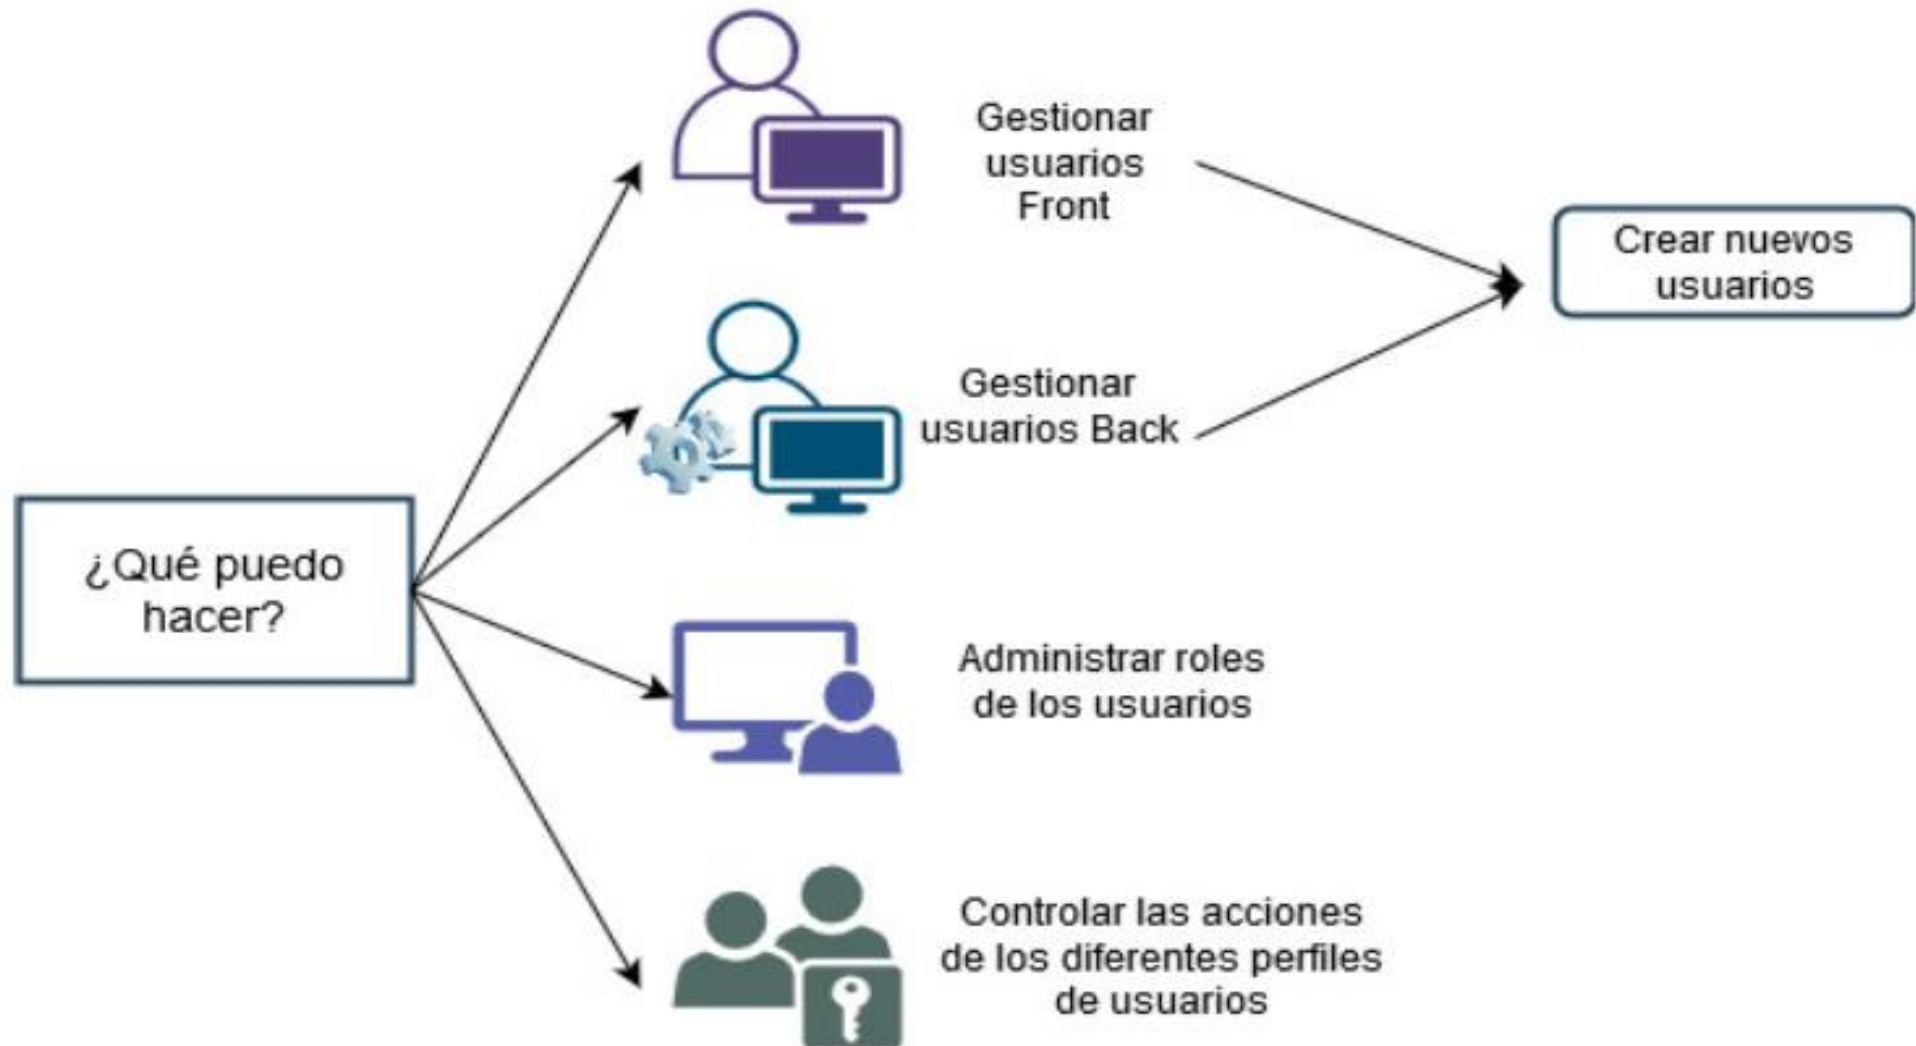 Gestionar
usuarios
Front
Crear nuevos
usuarios
Gestionar
usuarios Back
¿Qué puedo
hacer?
Administrar roles
de los usuarios
Controlar las acciones
de los diferentes perfiles
de usuarios